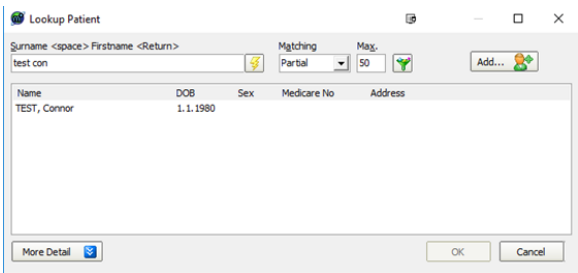 Lookup Patient
Surname <space> Firstname <Return> Matching Max.
test con Partial 50 Add...
Name DOB Sex Medicare No Address
TEST, Connor 1.1.1980
More Detail OK Cancel